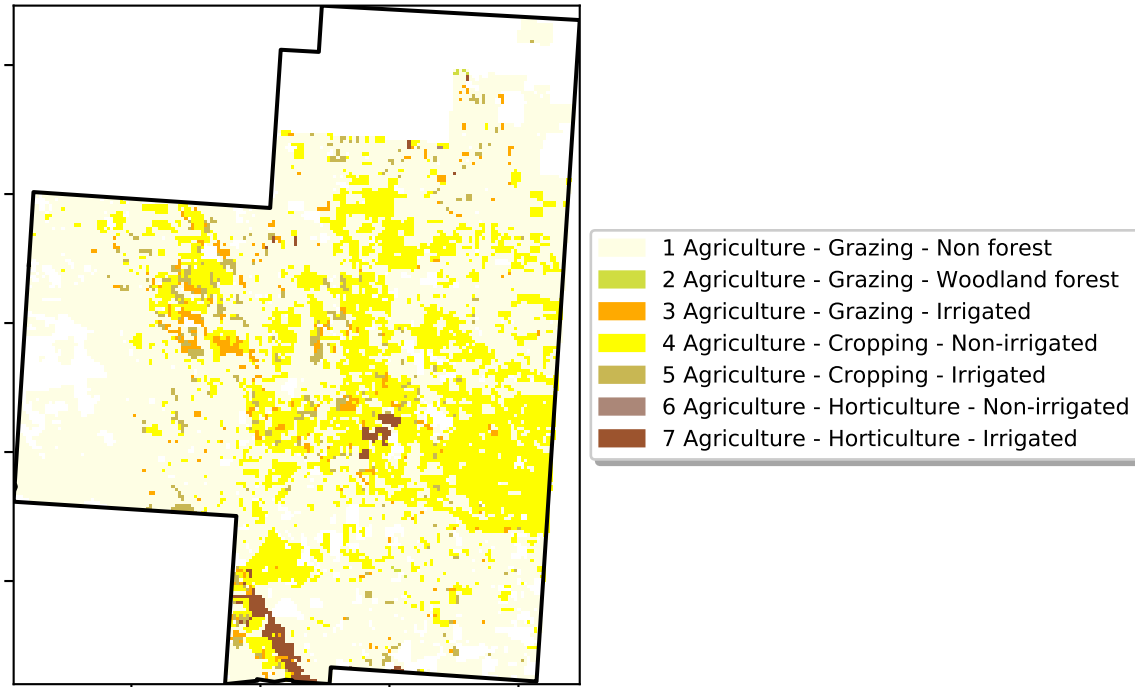 1 Agriculture - Grazing - Non forest
2 Agriculture - Grazing - Woodland forest
3 Agriculture - Grazing - Irrigated
4 Agriculture - Cropping - Non-irrigated
5 Agriculture - Cropping - Irrigated
6 Agriculture - Horticulture - Non-irrigated
7 Agriculture - Horticulture - Irrigated